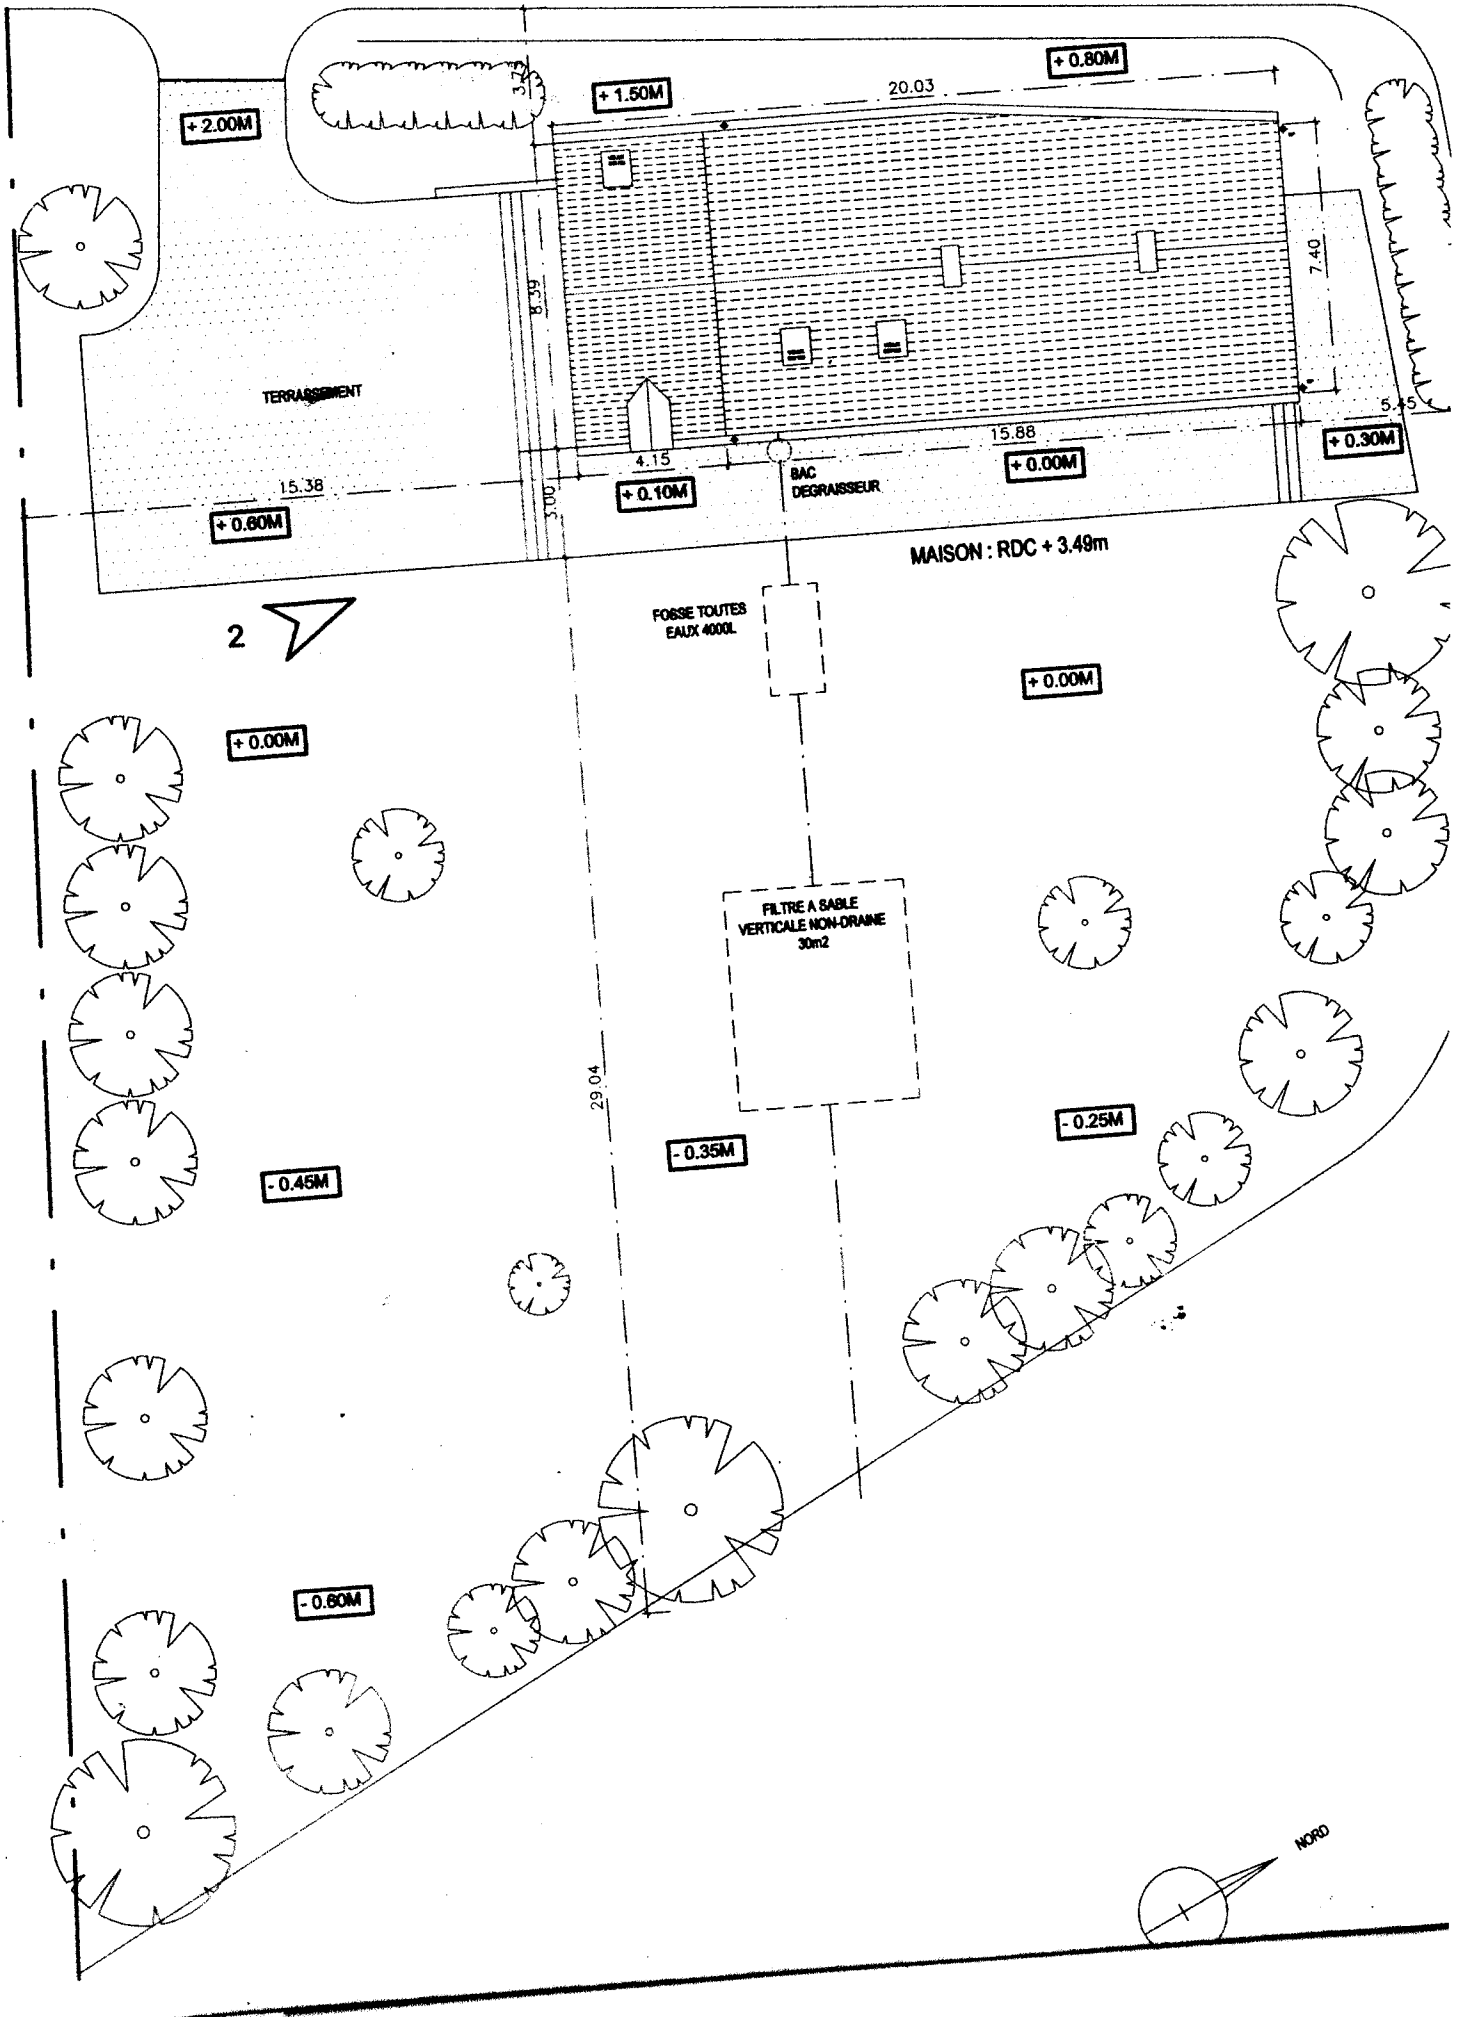 3.73
+ 0.80M
+ 1.50M
20.03
+ 2.00M
7.40
8.39
TERRASSEMENT
5.45
15.88
+ 0.30M
4.15
+ 0.00M
BAC
DEGRAISSEUR
15.38
+ 0.10M
3.00
+ 0.60M
MAISON : RDC + 3.49m
FOSSE TOUTES
EAUX 4000L
2
+ 0.00M
+ 0.00M
FILTRE A SABLE
VERTICALE NON-DRAINE
30m2
29.04
- 0.25M
- 0.35M
- 0.45M
- 0.60M
NORD